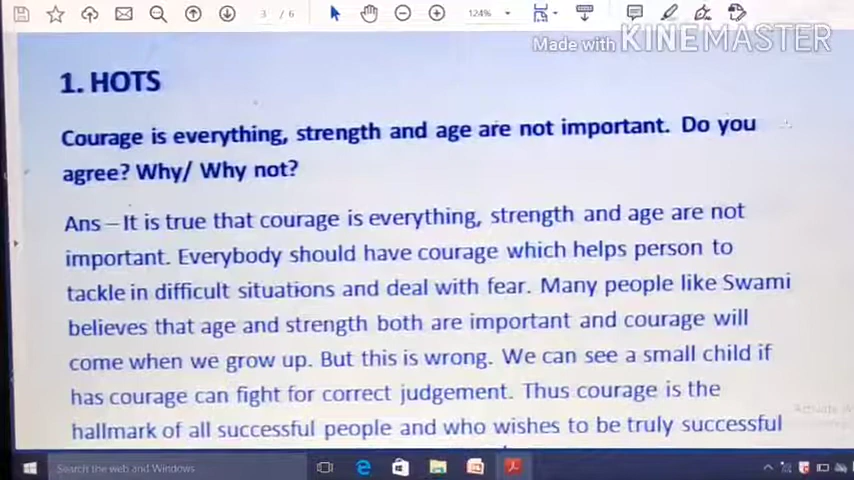 3 / 6
124%
Made with KINEMASTER
1. HOTS
Courage is everything, strength and age are not important. Do you
agree? Why/ Why not?
Ans – It is true that courage is everything, strength and age are not
important. Everybody should have courage which helps person to
tackle in difficult situations and deal with fear. Many people like Swami
believes that age and strength both are important and courage will
come when we grow up. But this is wrong. We can see a small child if
has courage can fight for correct judgement. Thus courage is the
Activate W
hallmark of all successful people and who wishes to be truly successful
Search the web and Windows